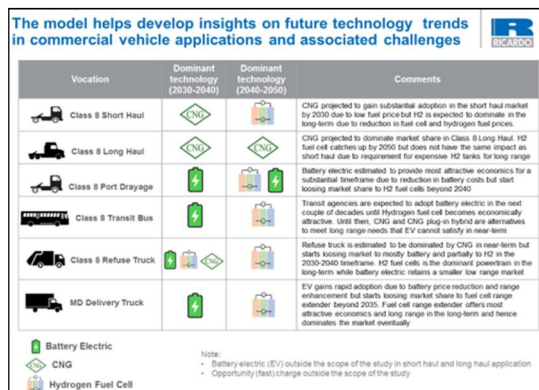 The model helps develop insights on future technology trends
in commercial vehicle applications and associated challenges
R
RICARDO
Vocation
Dominant
technology
(2030-2040)
Dominant
technology
(2040-2050)
Comments
Class 8 Short Haul
CNG
CNG projected to gain substantial adoption in the short haul market
by 2030 due to low fuel price but H2 is expected to dominate in the
long-term due to reduction in fuel cell and hydrogen fuel prices.
Class 8 Long Haul
CNG
CNG
CNG projected to dominate market share in Class 8 Long Haul. H2
fuel cell catches up by 2050 but does not have the same impact as
short haul due to requirement for expensive H2 tanks for long range
Class 8 Port Drayage
Battery electric estimated to provide most attractive economics for a
substantial timeframe due to reduction in battery costs but start
loosing market share to H2 fuel cells beyond 2040
Class 8 Transit Bus
Transit agencies are expected to adopt battery electric in the next
couple of decades until Hydrogen fuel cell becomes economically
attractive. Until then, CNG and CNG plug-in hybrid are alternatives
to meet long range needs that EV cannot satisfy in near-term
Class 8 Refuse Truck
CNG
Refuse truck is estimated to be dominated by CNG in near-term but
starts loosing market to mostly battery and partially to H2 in the
2030-2040 timeframe. H2 fuel cells is the dominant powertrain in the
long-term while battery electric retains a smaller low range market
MD Delivery Truck
EV gains rapid adoption due to battery price reduction and range
enhancement but starts loosing market share to fuel cell range
extender beyond 2035. Fuel cell range extender offers most
attractive economics and long range in the long-term and hence
dominates the market eventually
Battery Electric
CNG
CNG
Hydrogen Fuel Cell
Note:
• Battery electric (EV) outside the scope of the study in short haul and long haul application
• Opportunity (fast) charge outside the scope of the study